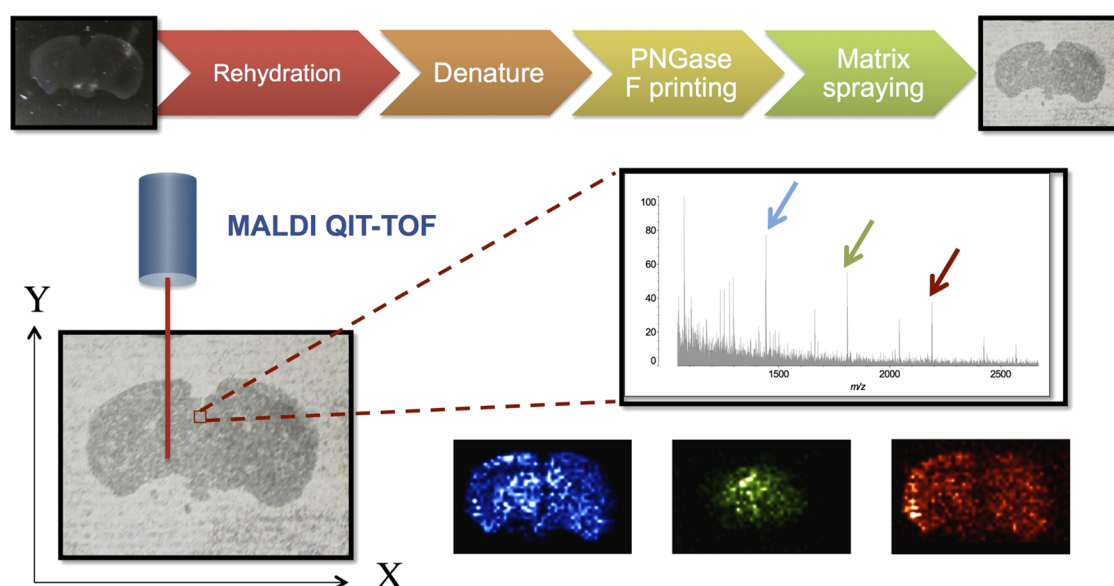 Rehydration
Denature
PNGase
F printing
Matrix
spraying
MALDI QIT-TOF
Y
X
100
80
60
40
20
0
1500
2000
2500
m/z